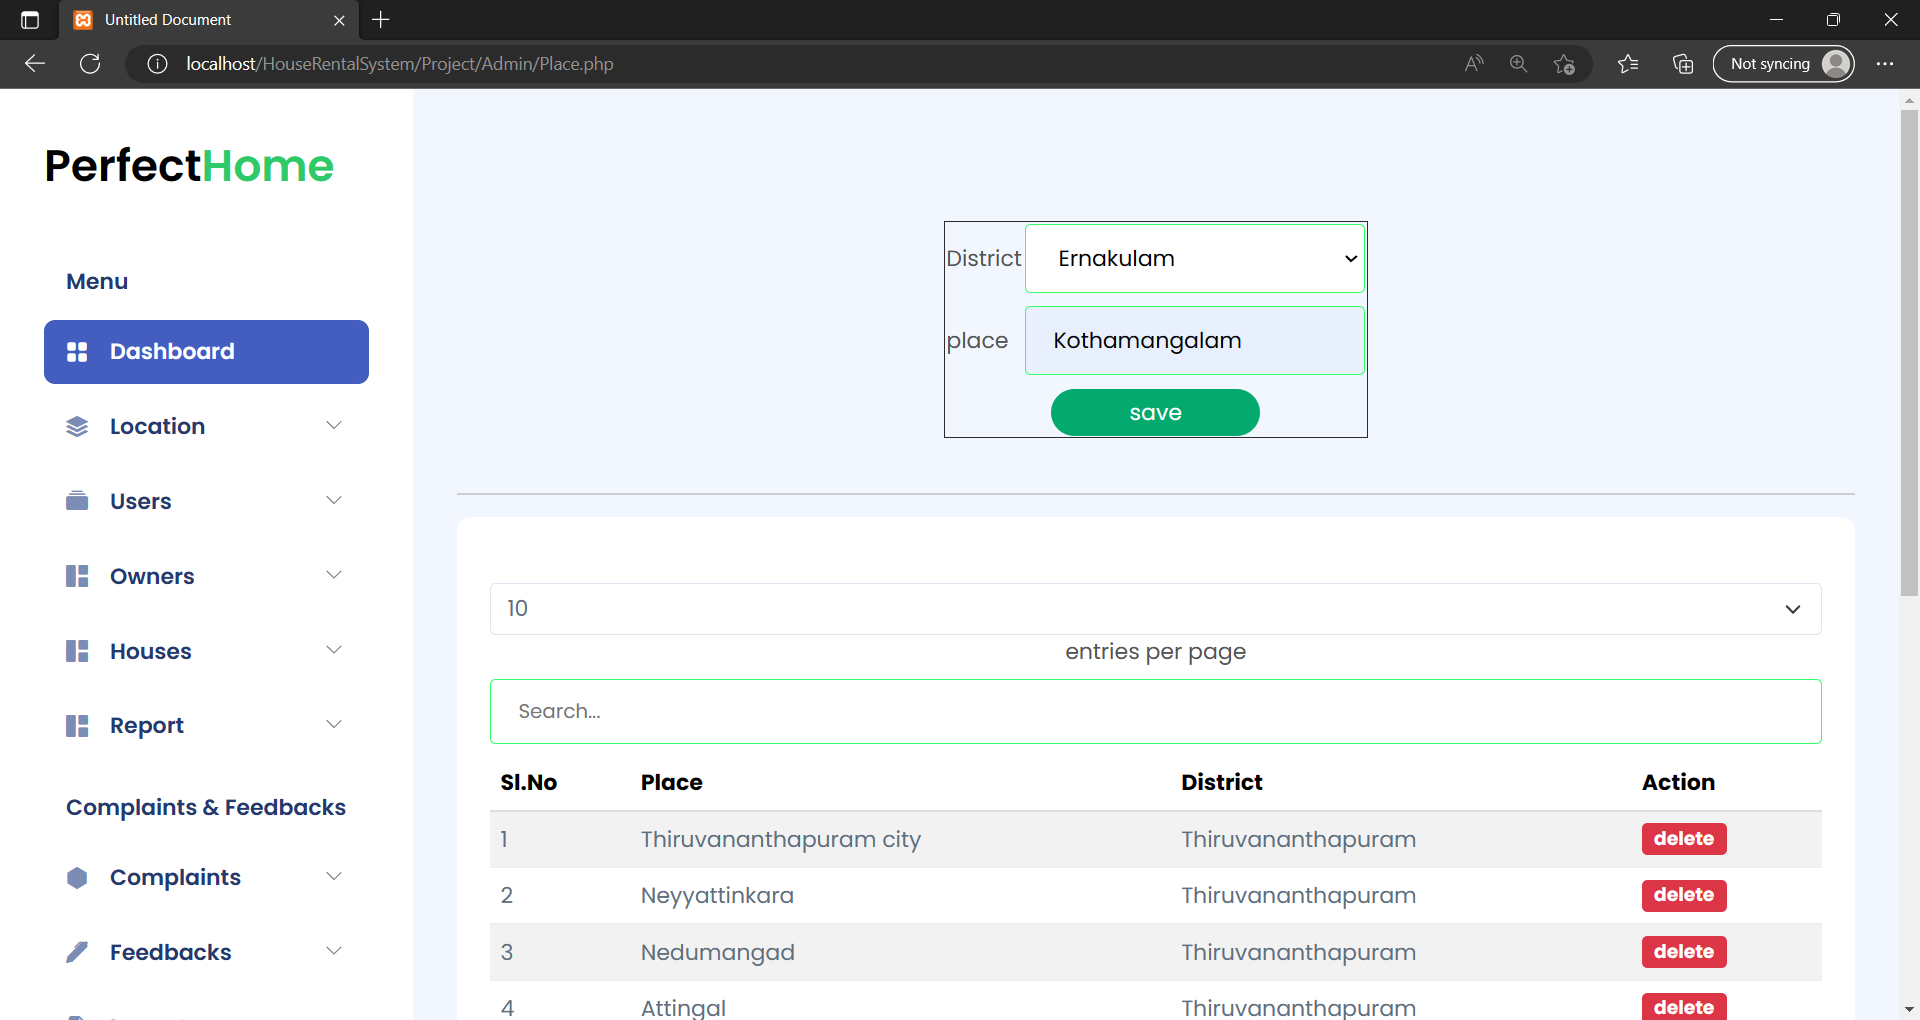 Untitled Document
localhost/HouseRentalSystem/Project/Admin/Place.php
Not syncing
PerfectHome
Menu
Dashboard
Location
Users
Owners
Houses
Report
Complaints & Feedbacks
Complaints
Feedbacks
District Ernakulam
place Kothamangalam
save
10
entries per page
Search...
Sl.No Place District Action
1 Thiruvananthapuram city Thiruvananthapuram delete
2 Neyyattinkara Thiruvananthapuram delete
3 Nedumangad Thiruvananthapuram delete
4 Attingal Thiruvananthapuram delete